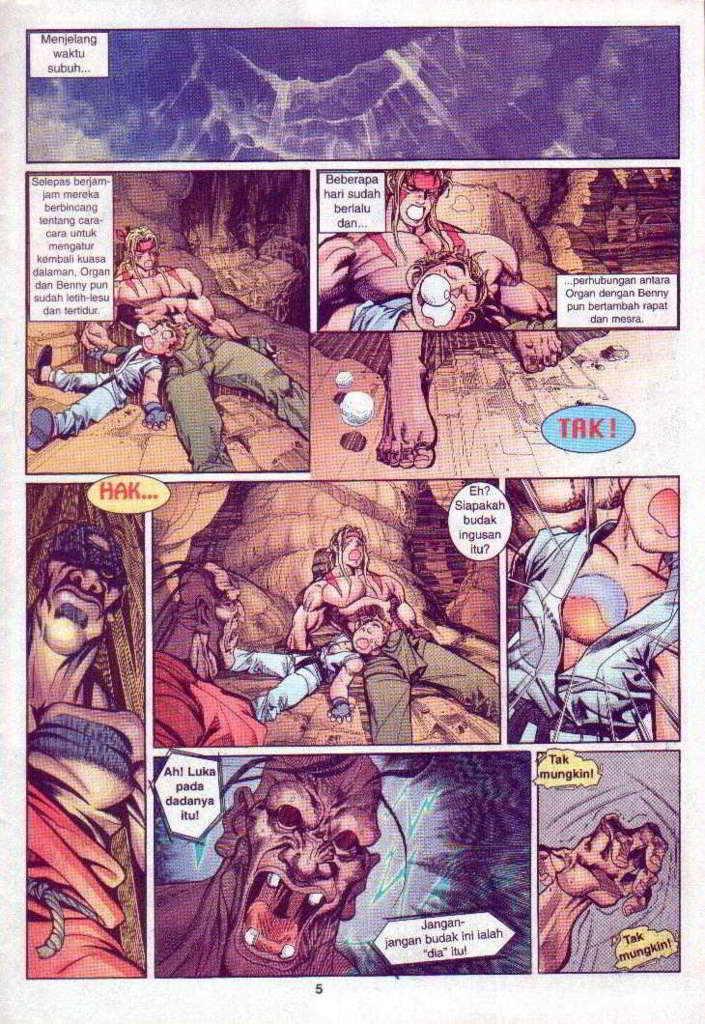 Menjelang
waktu
subuh...
Selepas berjam-
jam mereka
berbincang
tentang cara-
cara untuk
mengatur
kembali kuasa
dalaman, Organ
dan Benny pun
sudah letih-lesu
dan tertidur.
Beberapa
hari sudah
berlalu
dan...
...perhubungan antara
Organ dengan Benny
pun bertambah rapat
dan mesra.
TAK!
HAK...
Eh?
Siapakah
budak
ingusan
itu?
Ah! Luka
pada
dadanya
itu!
Jangan-
jangan budak ini ialah
"dia" itu!
Tak
mungkin!
Tak
mungkin!
5